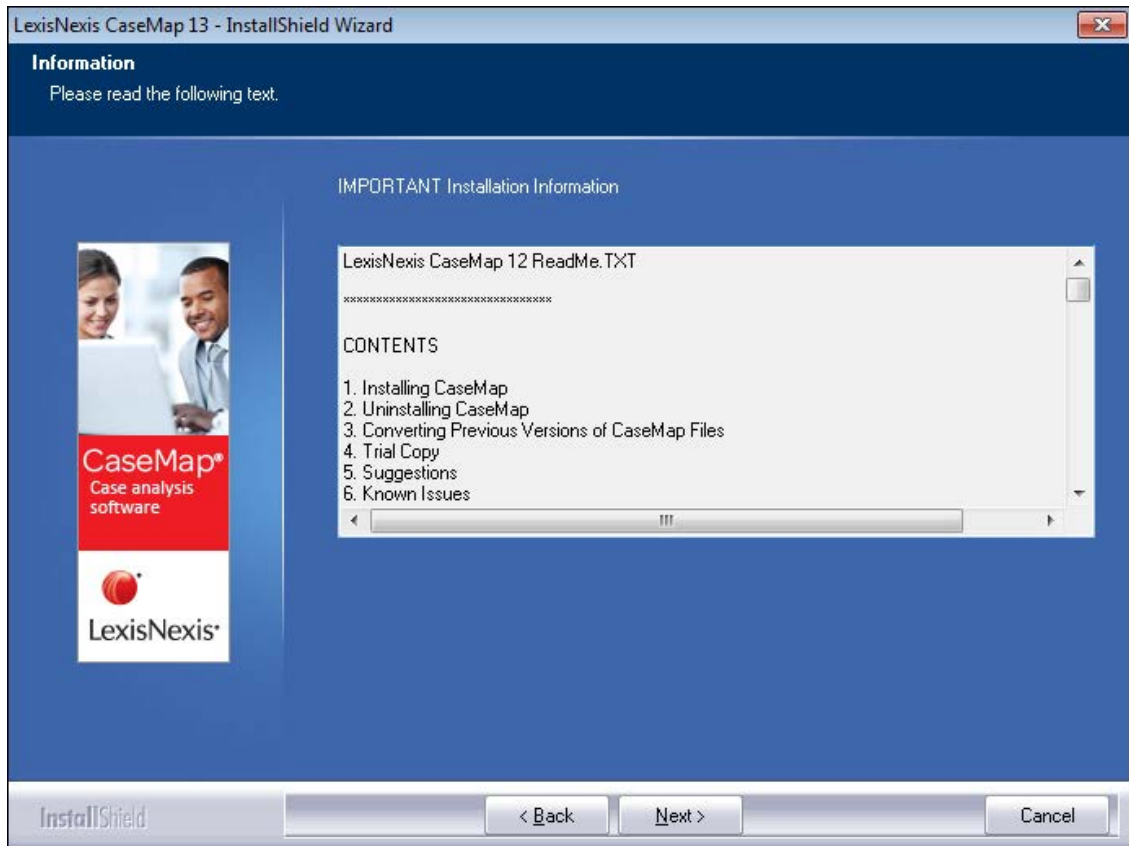 LexisNexis CaseMap 13 - InstallShield Wizard
Information
Please read the following text.
IMPORTANT Installation Information
LexisNexis CaseMap 12 ReadMe.TXT
********************************
CONTENTS
1. Installing CaseMap
2. Uninstalling CaseMap
3. Converting Previous Versions of CaseMap Files
4. Trial Copy
5. Suggestions
6. Known Issues
CaseMap®
Case analysis
software
LexisNexis®
InstallShield
< Back
Next >
Cancel